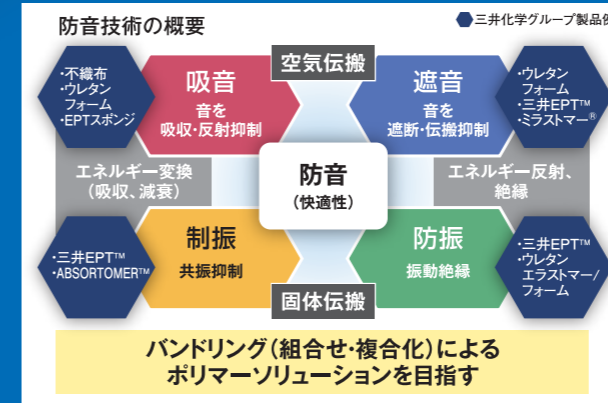 防音技術の概要
三井化学グループ製品例
空気伝搬
・不織布
・ウレタン
フォーム
・EPTスポンジ
吸音
音を
吸収・反射抑制
遮音
音を
遮断・伝搬抑制
・ウレタン
フォーム
・三井EPT™
・ミラストマー®
エネルギー変換
（吸収、減衰）
防音
（快適性）
エネルギー反射、
絶縁
・三井EPT™
・ABSORTOMER™
制振
共振抑制
防振
振動絶縁
・三井EPT™
・ウレタン
エラストマー/
フォーム
固体伝搬
バンドリング（組合せ・複合化）による
ポリマーソリューションを目指す